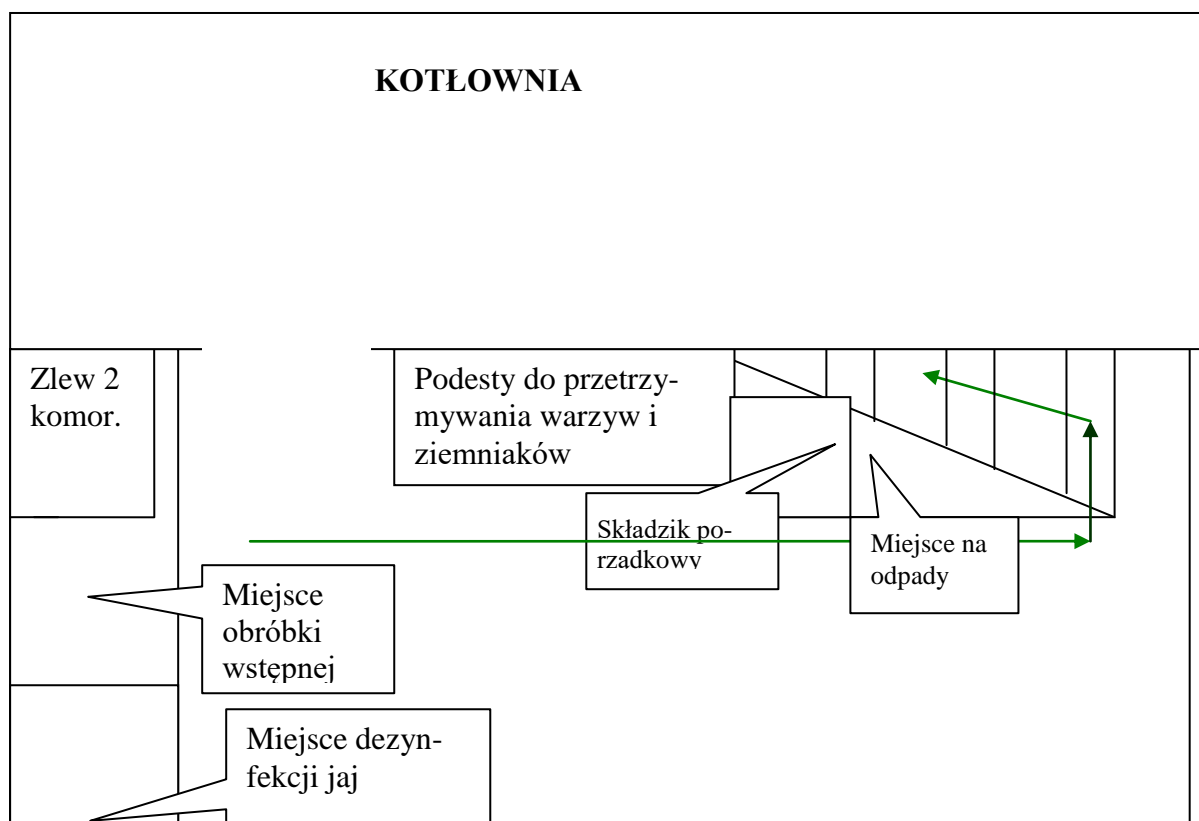 KOTŁOWNIA
Zlew 2
komor.
Podesty do przetrzy-
mywania warzyw i
ziemniaków
Składzik po-
rzadkowy
Miejsce na
odpady
Miejsce
obróbki
wstępnej
Miejsce dezyn-
fekcji jaj